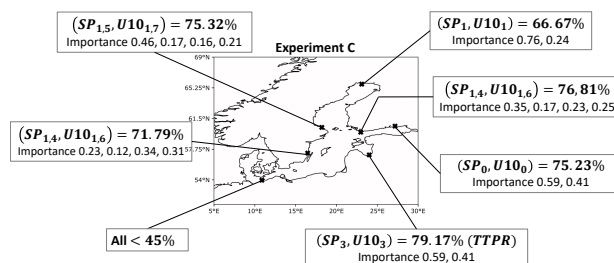 (SP1,5, U101,7) = 75.32%
Importance 0.46, 0.17, 0.16, 0.21
Experiment C
(SP1, U101) = 66.67%
Importance 0.76, 0.24
(SP1,4, U101,6) = 76,81%
Importance 0.35, 0.17, 0.23, 0.25
(SP1,4, U101,6) = 71.79%
Importance 0.23, 0.12, 0.34, 0.31
(SP0, U100) = 75.23%
Importance 0.59, 0.41
All < 45%
(SP3, U103) = 79.17% (TTPR)
Importance 0.59, 0.41
69°N
65.25°N
61.5°N
57.75°N
54°N
5°E 10°E 15°E 20°E 25°E 30°E